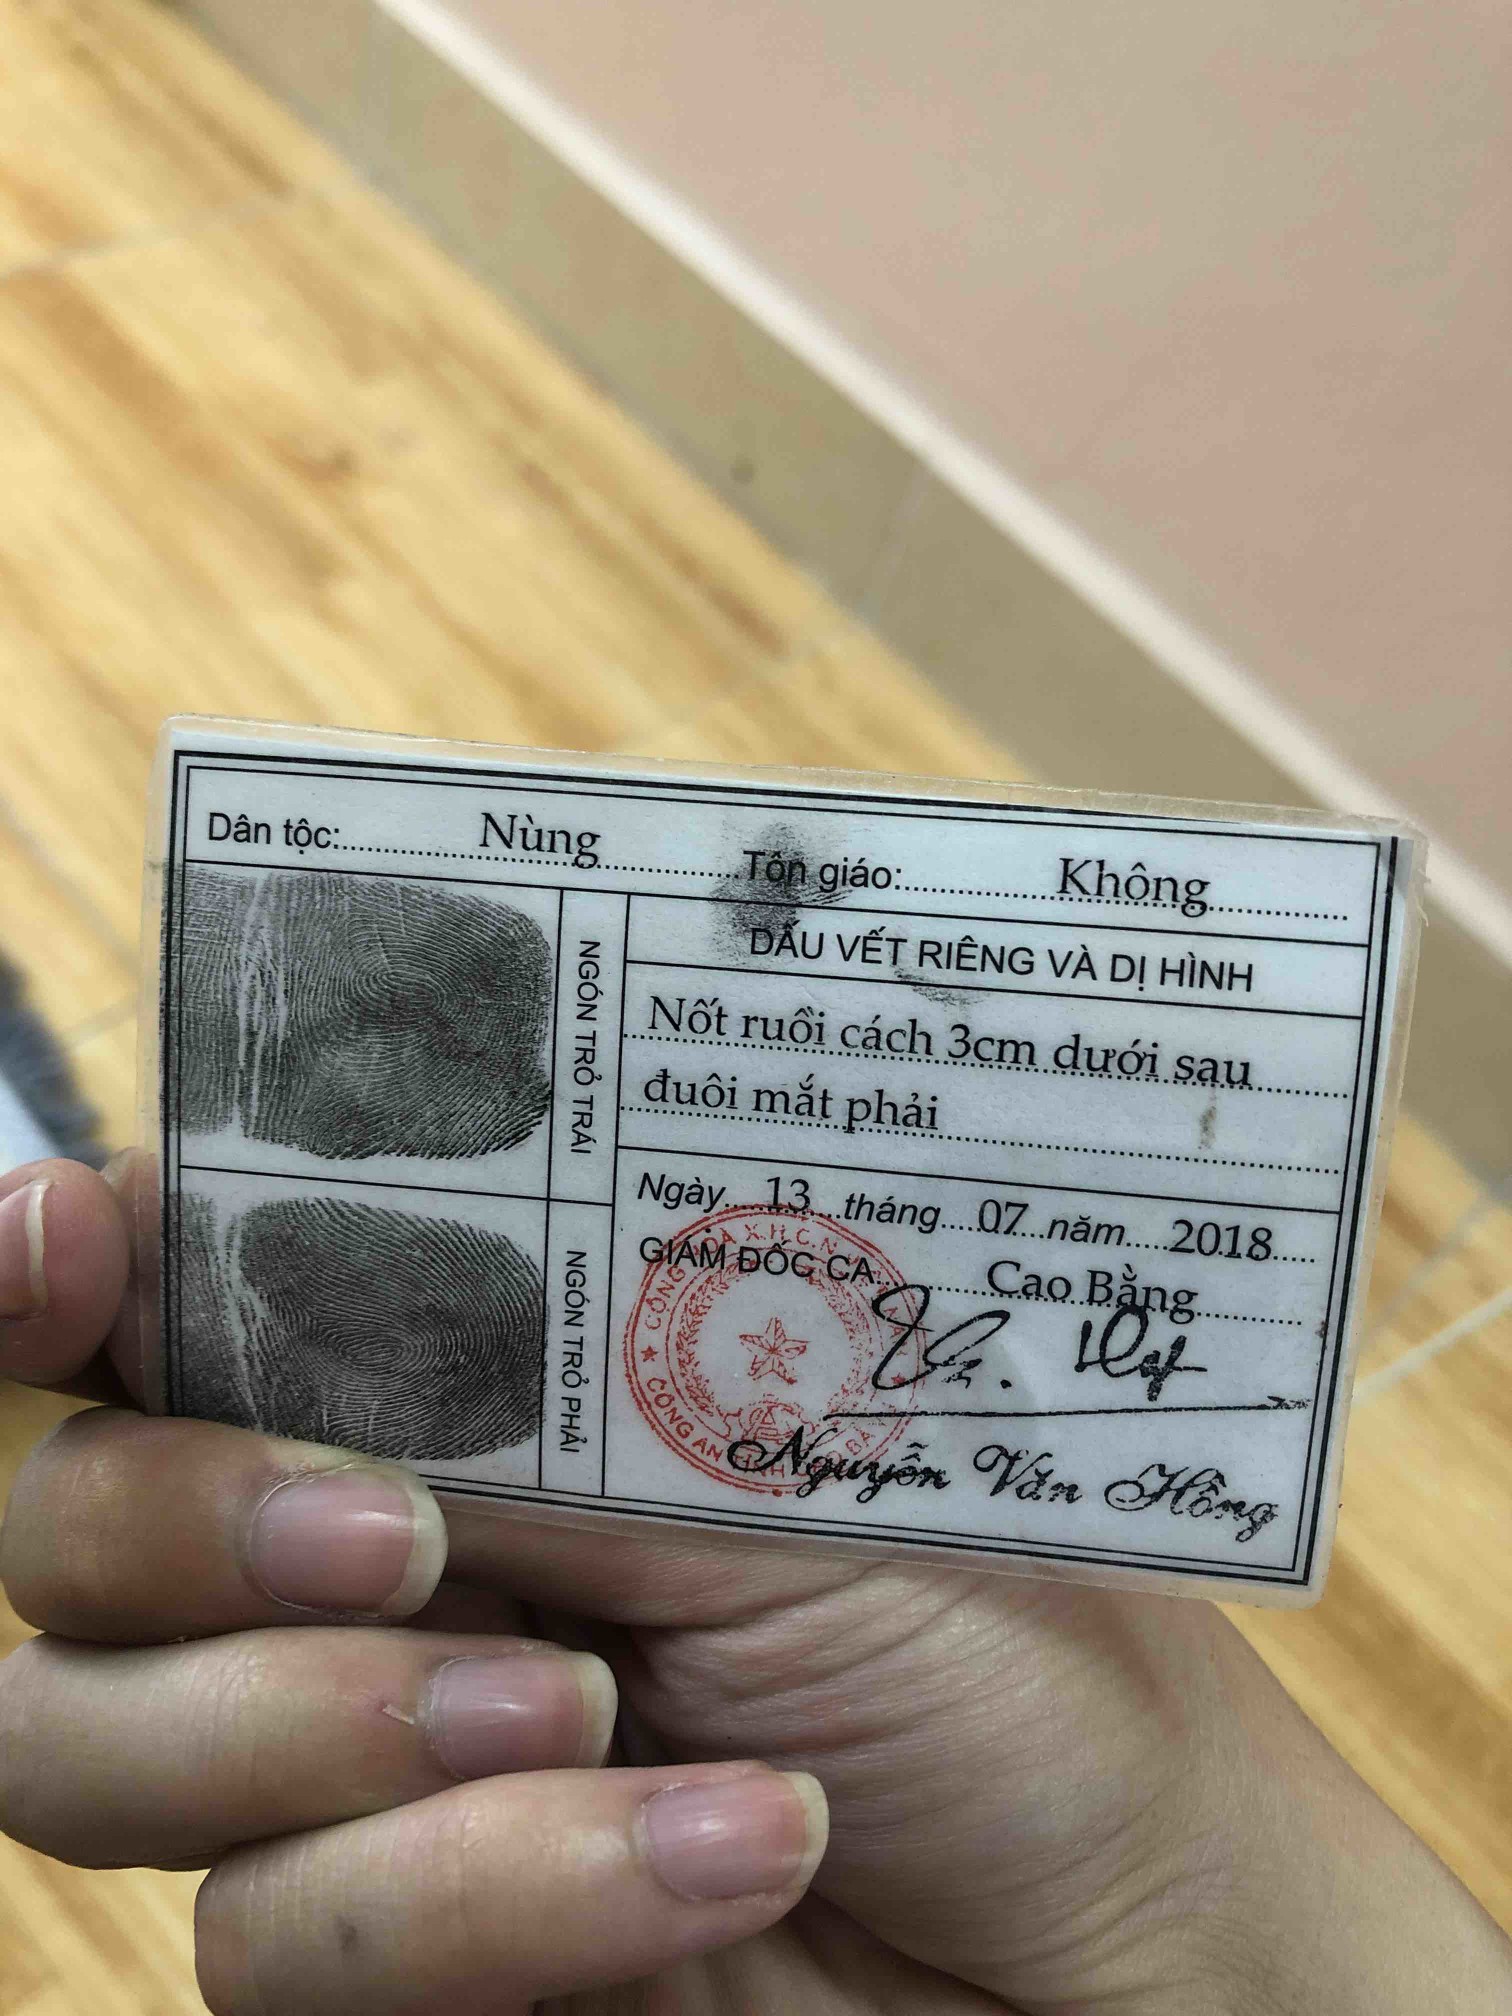 Dân tộc: Nùng Tôn giáo: Không
NGÓN TRỎ TRÁI
DẤU VẾT RIÊNG VÀ DỊ HÌNH
Nốt ruồi cách 3cm dưới sau
đuôi mắt phải
NGÓN TRỎ PHẢI
Ngày 13 tháng 07 năm 2018
GIÁM ĐỐC CA Cao Bằng
Nguyễn Văn Hồng